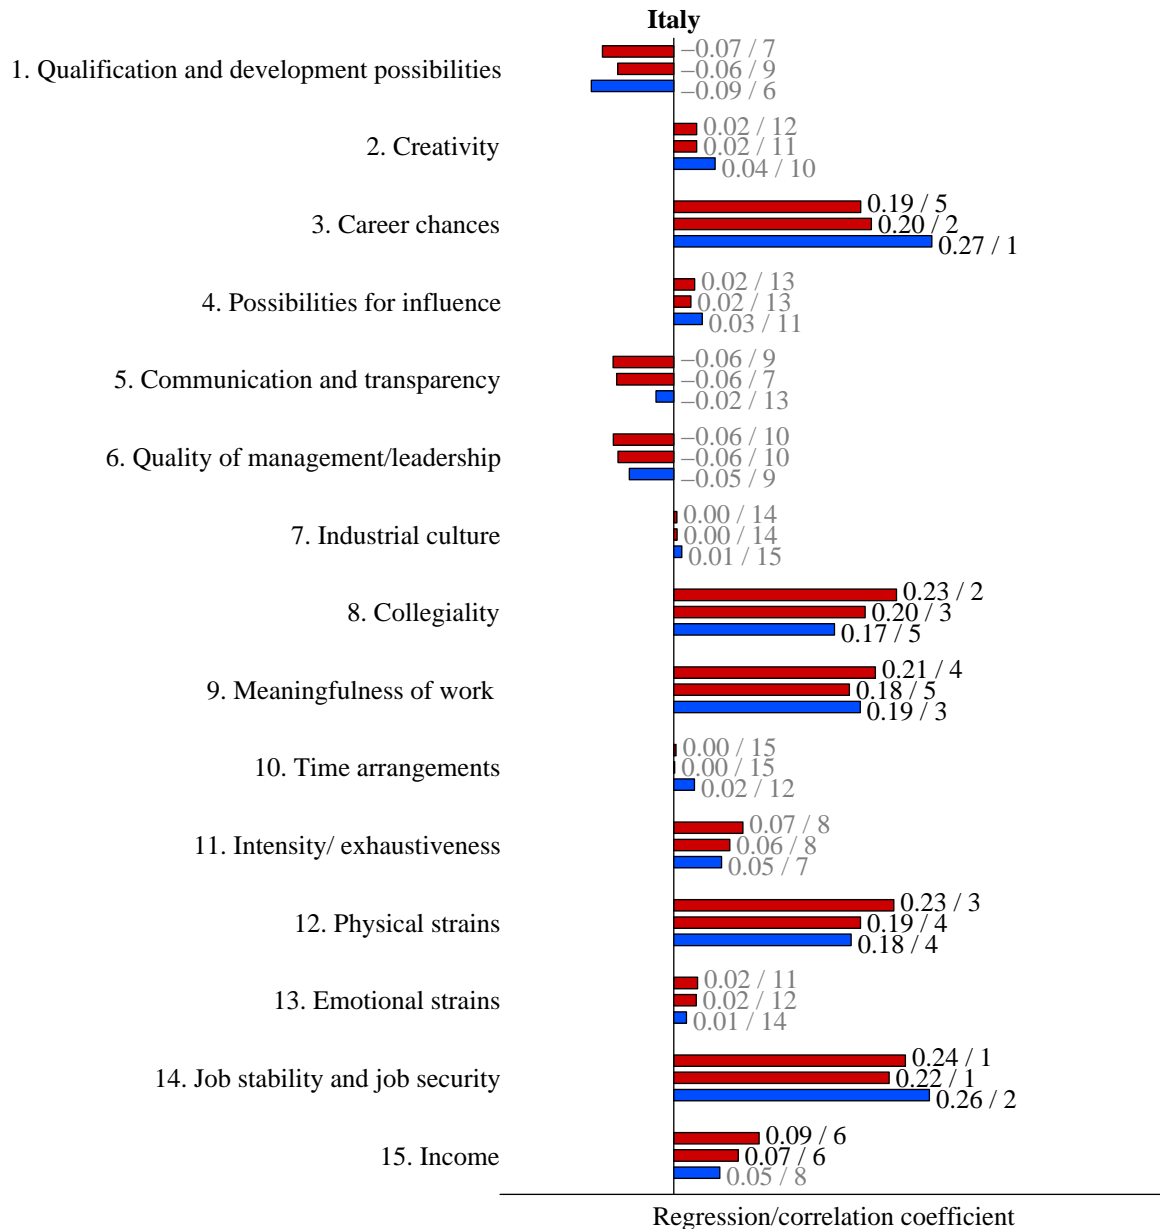 Italy
1. Qualification and development possibilities
–0.07 / 7
–0.06 / 9
–0.09 / 6
2. Creativity
0.02 / 12
0.02 / 11
0.04 / 10
3. Career chances
0.19 / 5
0.20 / 2
0.27 / 1
4. Possibilities for influence
0.02 / 13
0.02 / 13
0.03 / 11
5. Communication and transparency
–0.06 / 9
–0.06 / 7
–0.02 / 13
6. Quality of management/leadership
–0.06 / 10
–0.06 / 10
–0.05 / 9
7. Industrial culture
0.00 / 14
0.00 / 14
0.01 / 15
8. Collegiality
0.23 / 2
0.20 / 3
0.17 / 5
9. Meaningfulness of work
0.21 / 4
0.18 / 5
0.19 / 3
10. Time arrangements
0.00 / 15
0.00 / 15
0.02 / 12
11. Intensity/ exhaustiveness
0.07 / 8
0.06 / 8
0.05 / 7
12. Physical strains
0.23 / 3
0.19 / 4
0.18 / 4
13. Emotional strains
0.02 / 11
0.02 / 12
0.01 / 14
14. Job stability and job security
0.24 / 1
0.22 / 1
0.26 / 2
15. Income
0.09 / 6
0.07 / 6
0.05 / 8
Regression/correlation coefficient